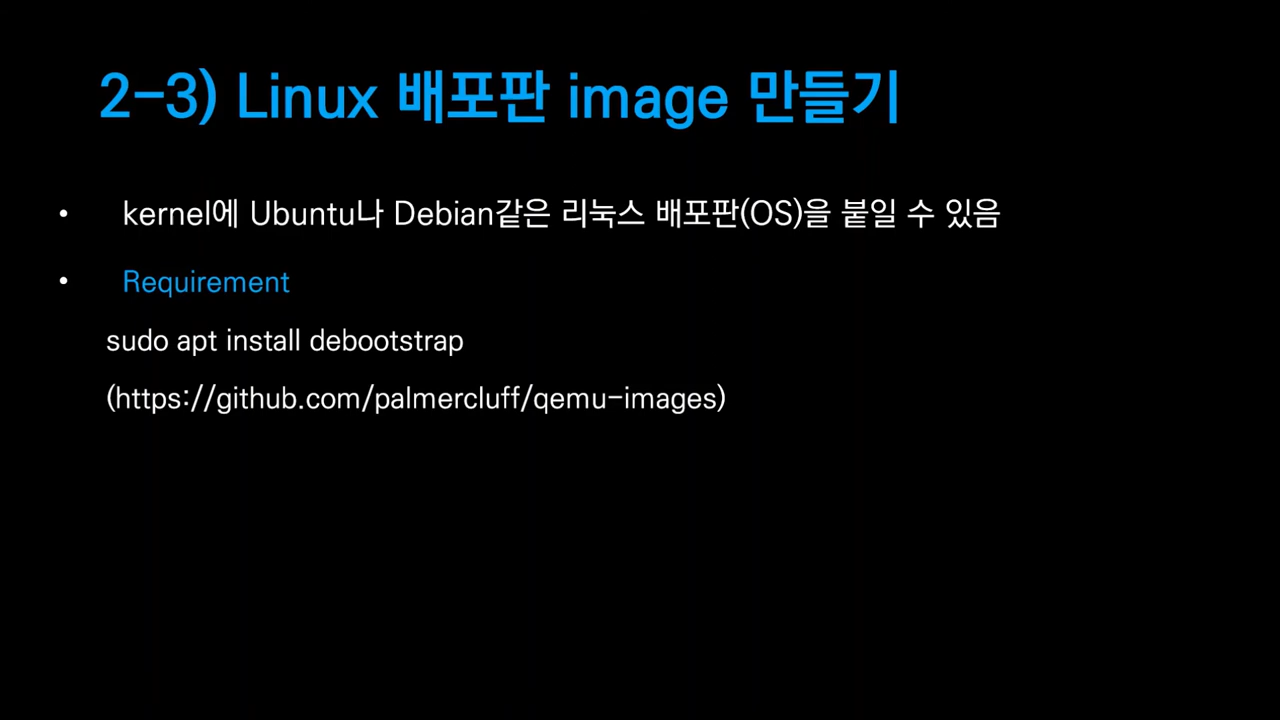 2-3) Linux 배포판 image 만들기
• kernel에 Ubuntu나 Debian같은 리눅스 배포판(OS)을 붙일 수 있음
• Requirement
sudo apt install debootstrap
(https://github.com/palmercluff/qemu-images)